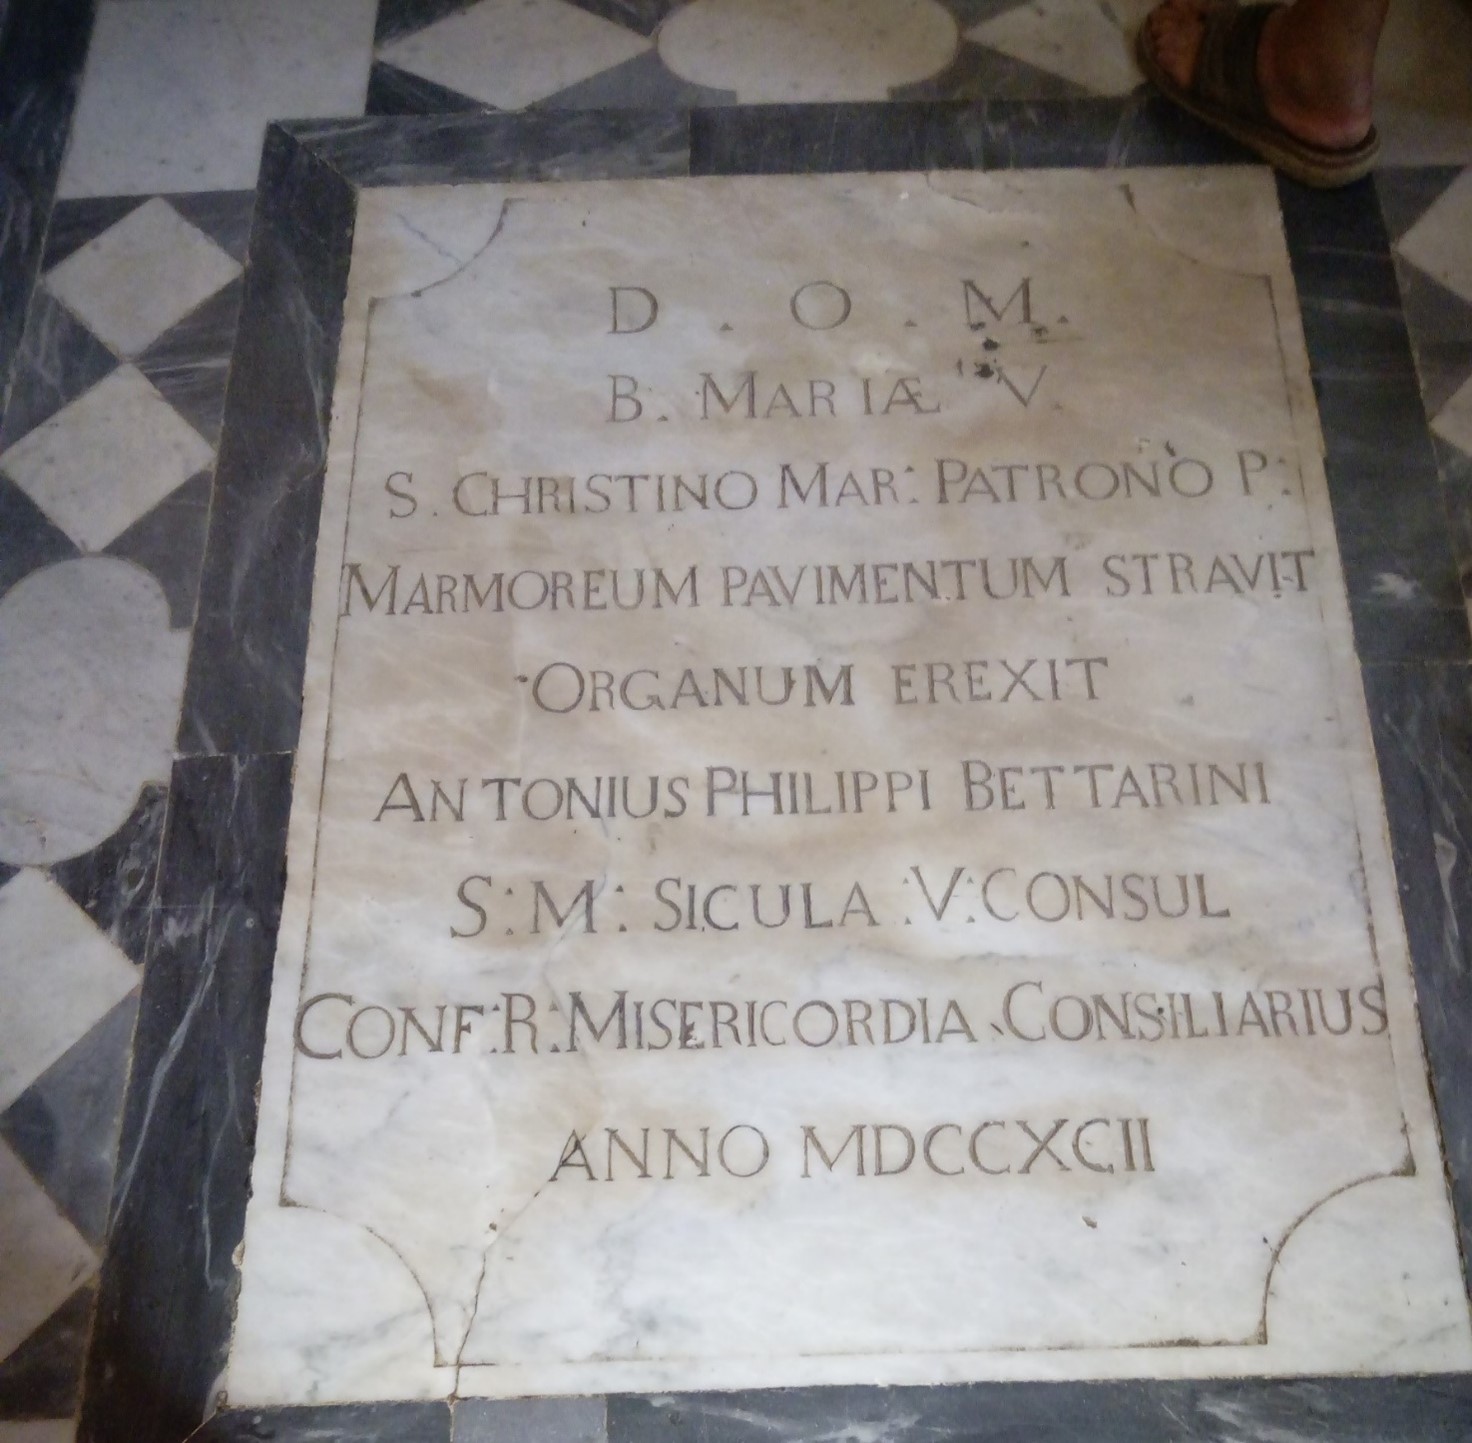 D . O . M.
B. MARIÆ V.
S. CHRISTINO MAR: PATRONO P:
MARMOREUM PAVIMENTUM STRAVIT
ORGANUM EREXIT
ANTONIUS PHILIPPI BETTARINI
S: M: SICULA :V: CONSUL
CONF: R: MISERICORDIA CONSILIARIUS
ANNO MDCCXCII